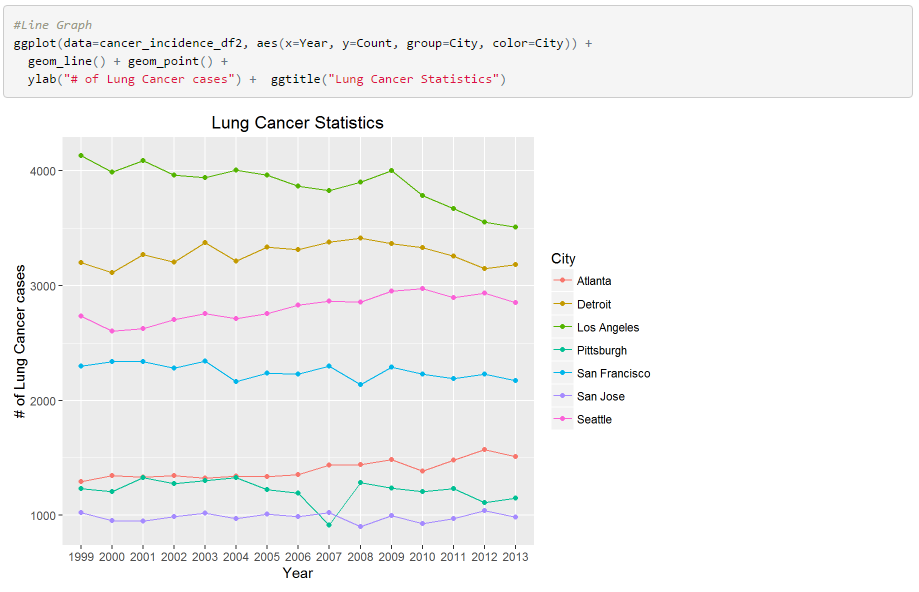 #Line Graph
ggplot(data=cancer_incidence_df2, aes(x=Year, y=Count, group=City, color=City)) +
  geom_line() + geom_point() +
  ylab("# of Lung Cancer cases") +  ggtitle("Lung Cancer Statistics")
Lung Cancer Statistics
# of Lung Cancer cases
4000
3000
2000
1000
1999 2000 2001 2002 2003 2004 2005 2006 2007 2008 2009 2010 2011 2012 2013
Year
City
Atlanta
Detroit
Los Angeles
Pittsburgh
San Francisco
San Jose
Seattle